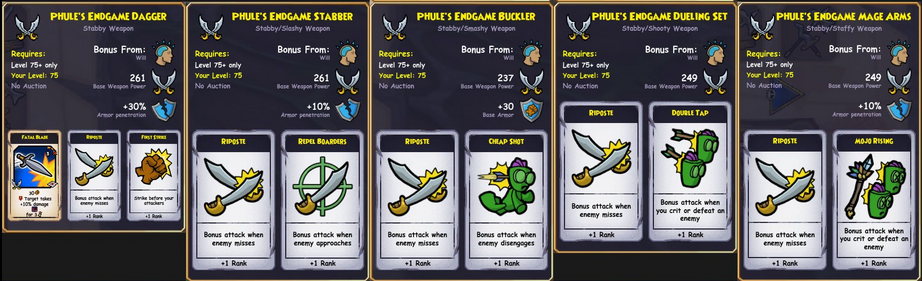 PHULE'S ENDGAME DAGGER
Stabby Weapon
Requires:
Level 75+ only
Your Level: 75
No Auction
Bonus From:
Will
261
Base Weapon Power
+30%
Armor penetration
FATAL BLADE
30
Target takes
+10% damage
for 3
RIPOSTE
Bonus attack when
enemy misses
+1 Rank
FIRST STRIKE
Strike before your
attackers
+1 Rank
PHULE'S ENDGAME STABBER
Stabby/Slashy Weapon
Requires:
Level 75+ only
Your Level: 75
No Auction
Bonus From:
Will
261
Base Weapon Power
+10%
Armor penetration
RIPOSTE
Bonus attack when
enemy misses
+1 Rank
REPEL BOARDERS
Bonus attack when
enemy approaches
+1 Rank
PHULE'S ENDGAME BUCKLER
Stabby/Smashy Weapon
Requires:
Level 75+ only
Your Level: 75
No Auction
Bonus From:
Will
237
Base Weapon Power
+30
Base Armor
RIPOSTE
Bonus attack when
enemy misses
+1 Rank
CHEAP SHOT
Bonus attack when
enemy disengages
+1 Rank
PHULE'S ENDGAME DUELING SET
Stabby/Shooty Weapon
Requires:
Level 75+ only
Your Level: 75
No Auction
Bonus From:
Will
249
Base Weapon Power
RIPOSTE
Bonus attack when
enemy misses
+1 Rank
DOUBLE TAP
Bonus attack when
you crit or defeat an
enemy
+1 Rank
PHULE'S ENDGAME MAGE ARMS
Stabby/Staffy Weapon
Requires:
Level 75+ only
Your Level: 75
No Auction
Bonus From:
Will
249
Base Weapon Power
+10%
Armor penetration
RIPOSTE
Bonus attack when
enemy misses
+1 Rank
MOJO RISING
Bonus attack when
you crit or defeat an
enemy
+1 Rank